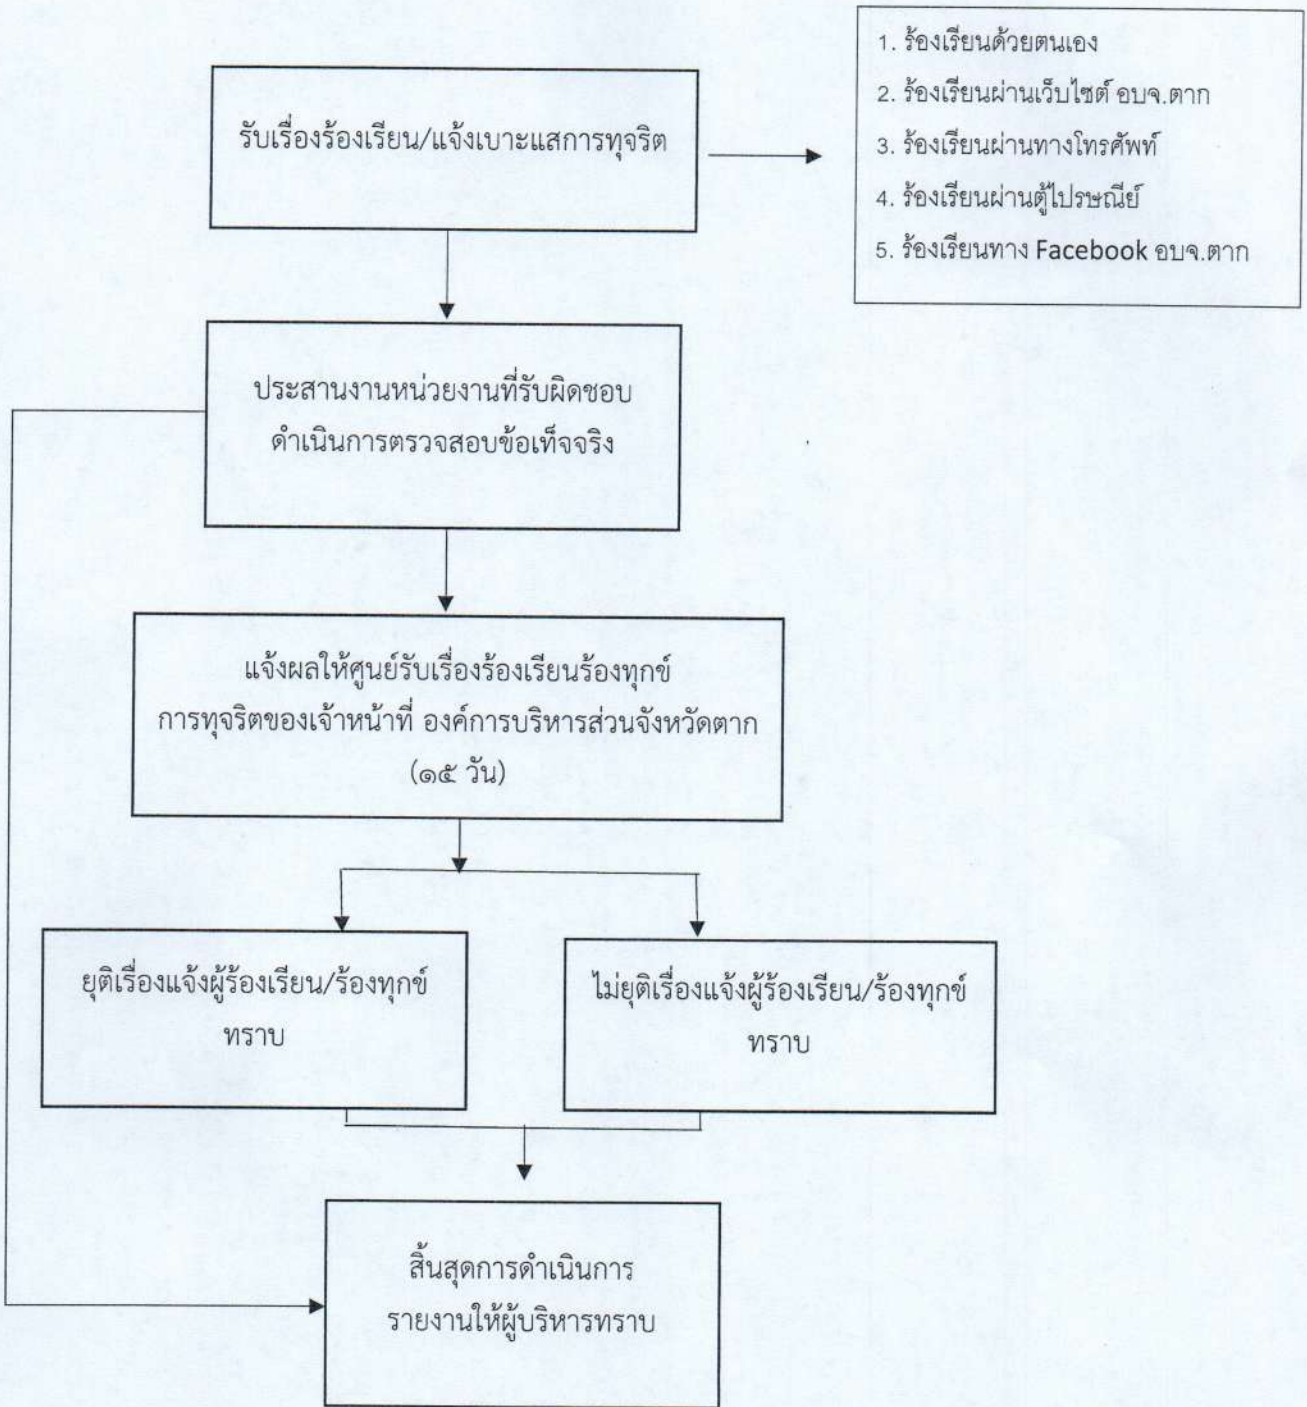 รับเรื่องร้องเรียน/แจ้งเบาะแสการทุจริต
1. ร้องเรียนด้วยตนเอง
2. ร้องเรียนผ่านเว็บไซต์ อบจ.ตาก
3. ร้องเรียนผ่านทางโทรศัพท์
4. ร้องเรียนผ่านตู้ไปรษณีย์
5. ร้องเรียนทาง Facebook อบจ.ตาก
ประสานงานหน่วยงานที่รับผิดชอบ
ดำเนินการตรวจสอบข้อเท็จจริง
แจ้งผลให้ศูนย์รับเรื่องร้องเรียนร้องทุกข์
การทุจริตของเจ้าหน้าที่ องค์การบริหารส่วนจังหวัดตาก
(๑๕ วัน)
ยุติเรื่องแจ้งผู้ร้องเรียน/ร้องทุกข์
ทราบ
ไม่ยุติเรื่องแจ้งผู้ร้องเรียน/ร้องทุกข์
ทราบ
สิ้นสุดการดำเนินการ
รายงานให้ผู้บริหารทราบ